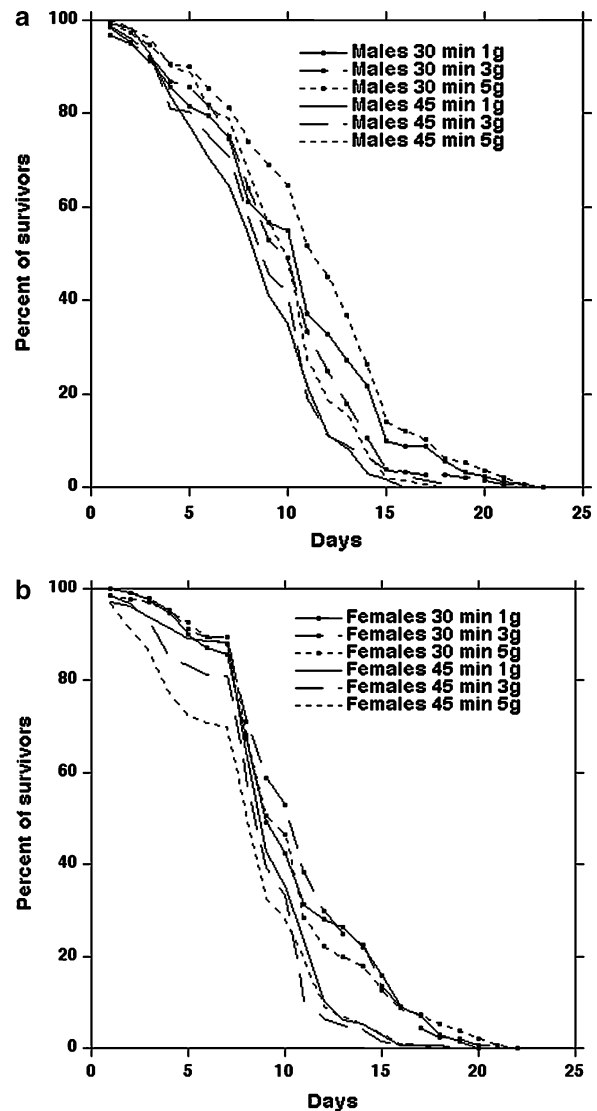 a
100
80
60
40
20
0
Percent of survivors
Males 30 min 1g
Males 30 min 3g
Males 30 min 5g
Males 45 min 1g
Males 45 min 3g
Males 45 min 5g
0 5 10 15 20 25
Days
b
100
80
60
40
20
0
Percent of survivors
Females 30 min 1g
Females 30 min 3g
Females 30 min 5g
Females 45 min 1g
Females 45 min 3g
Females 45 min 5g
0 5 10 15 20 25
Days